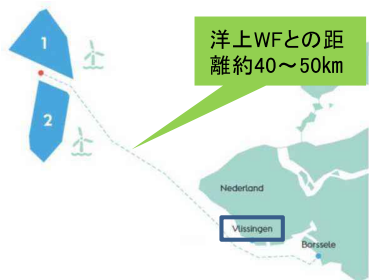 洋上WFとの距
離約40～50km
1
2
Nederland
Vlissingen
Borssele